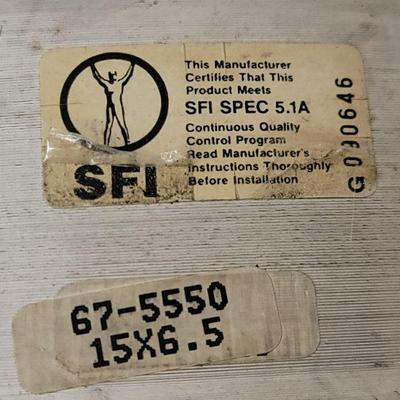 This Manufacturer
Certifies That This
Product Meets
SFI SPEC 5.1A
Continuous Quality
Control Program
Read Manufacturer's
Instructions Thoroughly
Before Installation
SFI
G 090646
67-5550
15X6.5